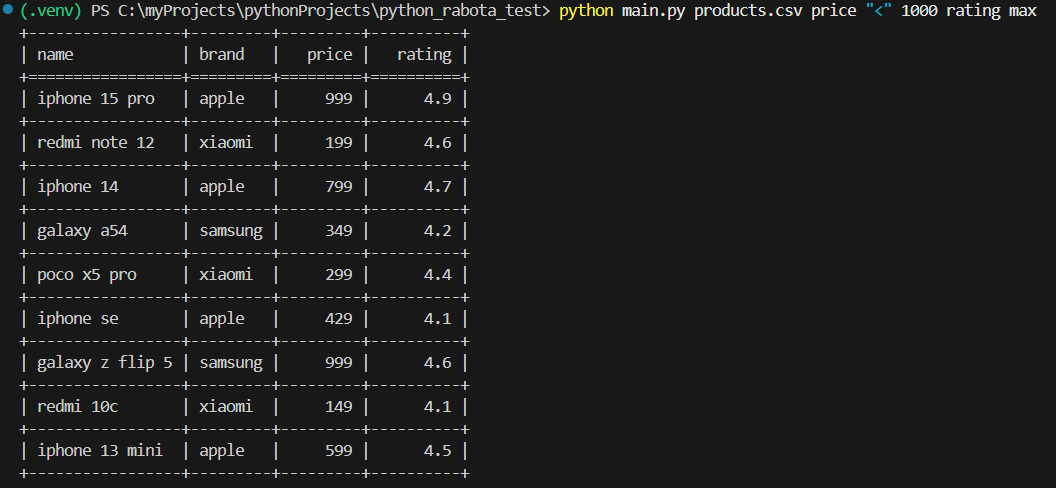 (.venv) PS C:\myProjects\pythonProjects\python_rabota_test> python main.py products.csv price "<" 1000 rating max
+-----------------+---------+---------+----------+
| name            | brand   |   price |   rating |
+=================+=========+=========+==========+
| iphone 15 pro   | apple   |     999 |      4.9 |
+-----------------+---------+---------+----------+
| redmi note 12   | xiaomi  |     199 |      4.6 |
+-----------------+---------+---------+----------+
| iphone 14       | apple   |     799 |      4.7 |
+-----------------+---------+---------+----------+
| galaxy a54      | samsung |     349 |      4.2 |
+-----------------+---------+---------+----------+
| poco x5 pro     | xiaomi  |     299 |      4.4 |
+-----------------+---------+---------+----------+
| iphone se       | apple   |     429 |      4.1 |
+-----------------+---------+---------+----------+
| galaxy z flip 5 | samsung |     999 |      4.6 |
+-----------------+---------+---------+----------+
| redmi 10c       | xiaomi  |     149 |      4.1 |
+-----------------+---------+---------+----------+
| iphone 13 mini  | apple   |     599 |      4.5 |
+-----------------+---------+---------+----------+